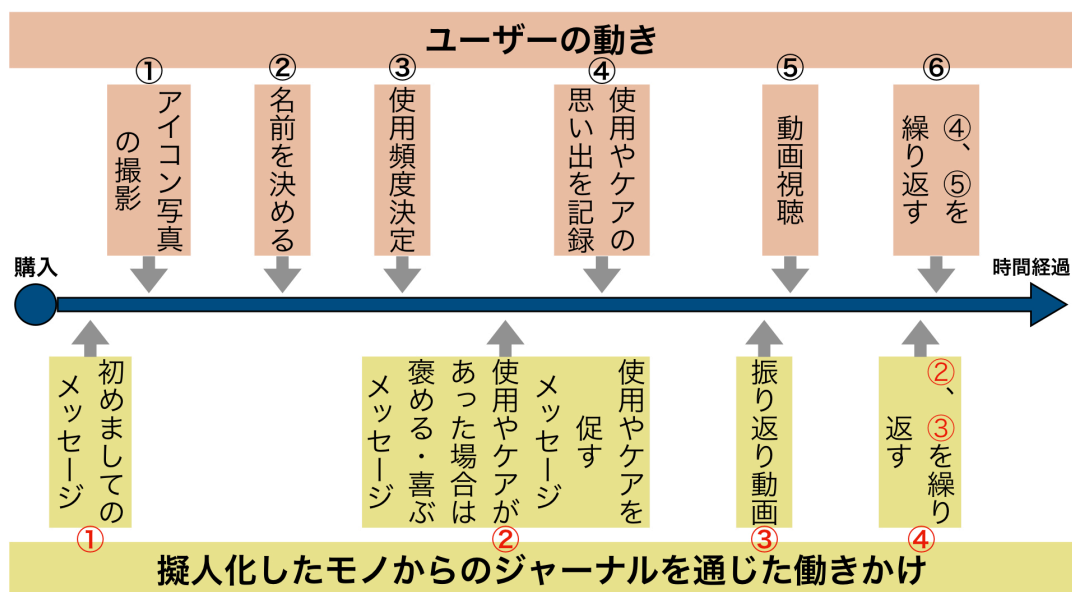 ユーザーの動き
①
アイコン写真
の撮影
②
名前を決める
③
使用頻度決定
④
使用やケアの
思い出を記録
⑤
動画視聴
⑥
④、⑤を
繰り返す
購入
時間経過
初めましての
メッセージ
①
使用やケアを
促す
メッセージ
使用やケアが
あった場合は
褒める・喜ぶ
メッセージ
②
振り返り動画
③
②、③を繰り
返す
④
擬人化したモノからのジャーナルを通じた働きかけ